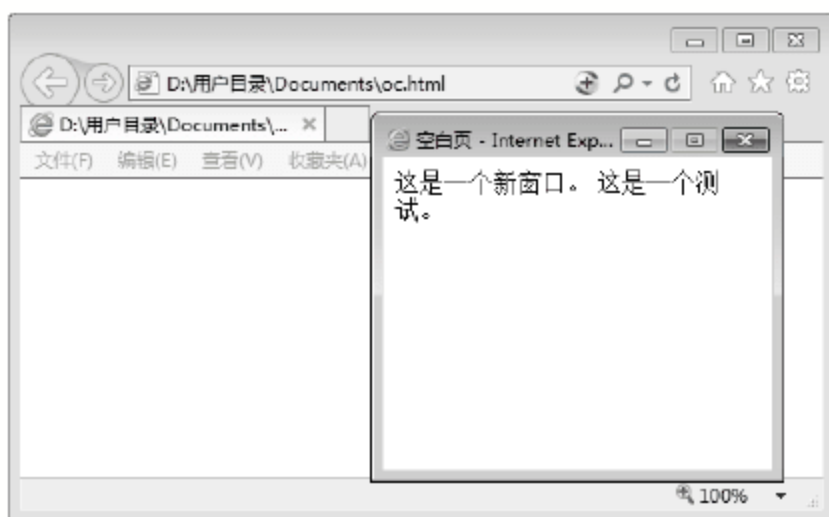 D:\用户目录\Documents\oc.html
D:\用户目录\Documents\... ×
文件(F) 编辑(E) 查看(V) 收藏夹(A)
空白页 - Internet Exp...
这是一个新窗口。 这是一个测
试。
100%